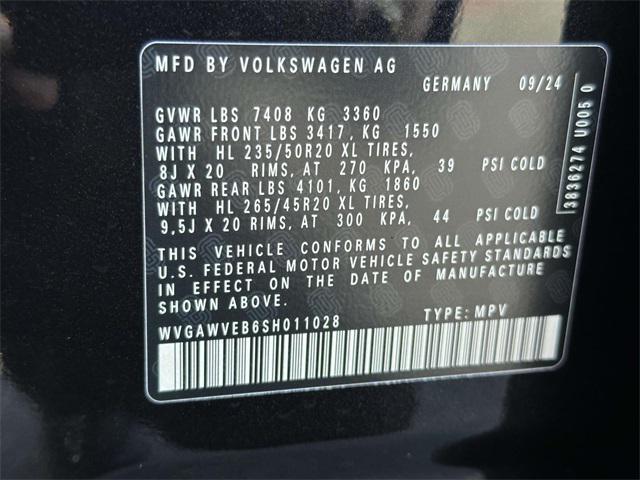 MFD BY VOLKSWAGEN AG
GERMANY 09/24
GVWR LBS 7408 KG 3360
GAWR FRONT LBS 3417, KG 1550
WITH HL 235/50R20 XL TIRES,
8J X 20 RIMS, AT 270 KPA, 39 PSI COLD
GAWR REAR LBS 4101, KG 1860
WITH HL 265/45R20 XL TIRES,
9,5J X 20 RIMS, AT 300 KPA, 44 PSI COLD
THIS VEHICLE CONFORMS TO ALL APPLICABLE
U.S. FEDERAL MOTOR VEHICLE SAFETY STANDARDS
IN EFFECT ON THE DATE OF MANUFACTURE
SHOWN ABOVE.
WVGAWVEB6SH011028 TYPE: MPV
3836274 U005 0